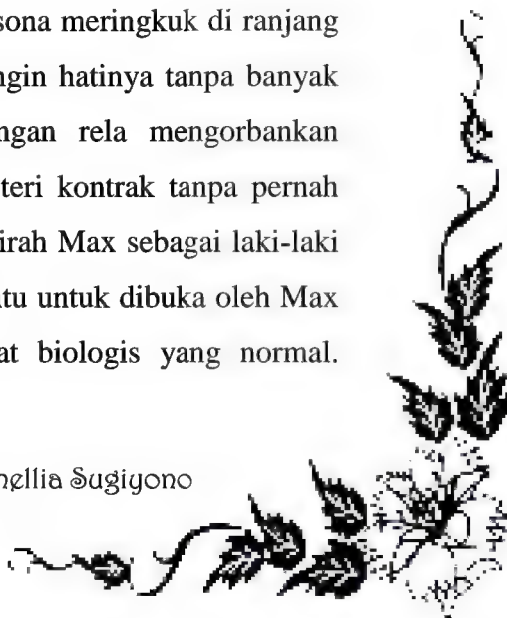 sona meringkuk di ranjang
ngin hatinya tanpa banyak
ngan rela mengorbankan
teri kontrak tanpa pernah
irah Max sebagai laki-laki
tu untuk dibuka oleh Max
at biologis yang normal.
nellia Sugiyono